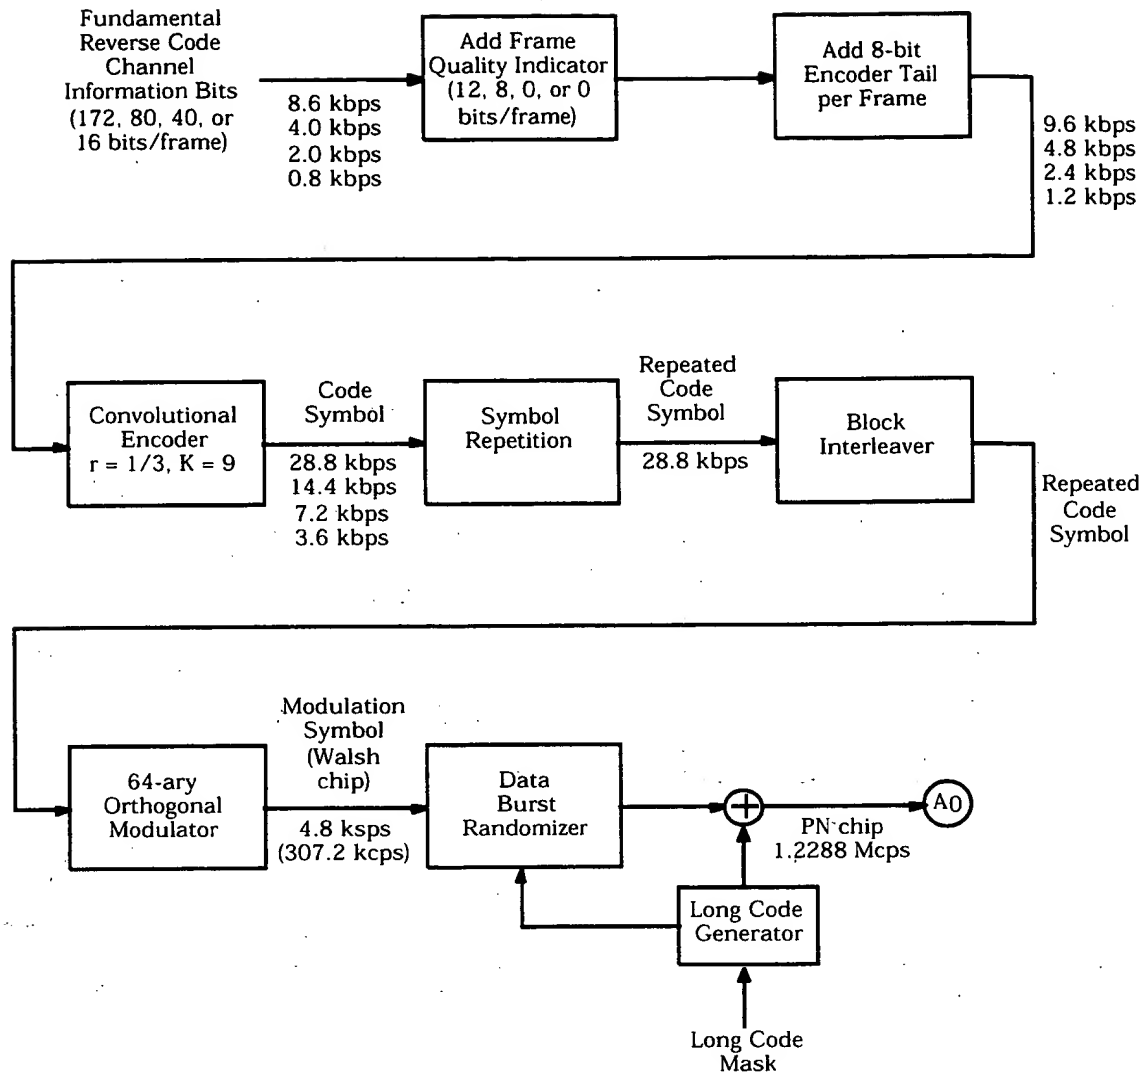 Fundamental
Reverse Code
Channel
Information Bits
(172, 80, 40, or
16 bits/frame)
8.6 kbps
4.0 kbps
2.0 kbps
0.8 kbps
Add Frame
Quality Indicator
(12, 8, 0, or 0
bits/frame)
Add 8-bit
Encoder Tail
per Frame
9.6 kbps
4.8 kbps
2.4 kbps
1.2 kbps
Convolutional
Encoder
r = 1/3, K = 9
Code
Symbol
28.8 kbps
14.4 kbps
7.2 kbps
3.6 kbps
Symbol
Repetition
Repeated
Code
Symbol
28.8 kbps
Block
Interleaver
Repeated
Code
Symbol
64-ary
Orthogonal
Modulator
Modulation
Symbol
(Walsh
chip)
4.8 ksps
(307.2 kcps)
Data
Burst
Randomizer
PN chip
1.2288 Mcps
A0
Long Code
Generator
Long Code
Mask